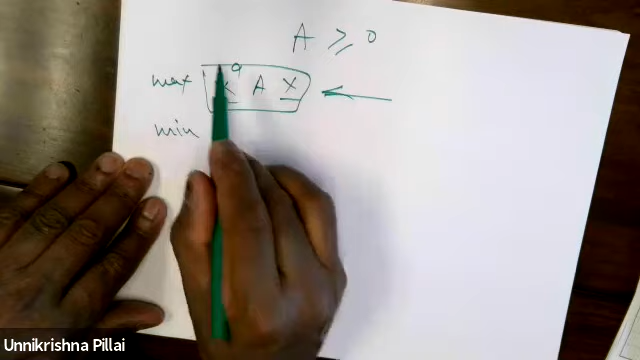 A ≥ 0
max x* A x
min
Unnikrishna Pillai